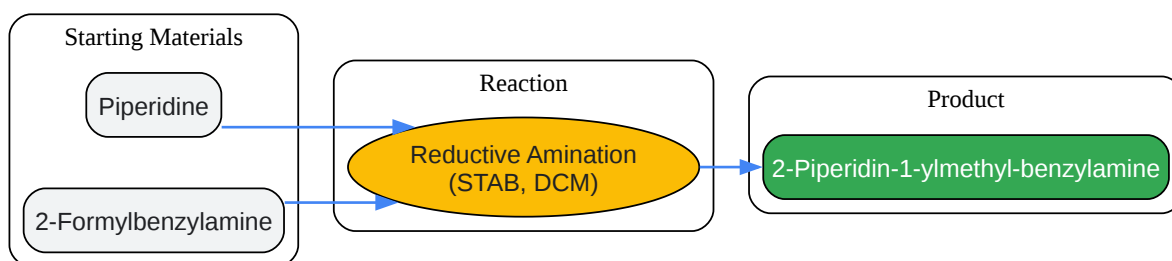 Starting Materials
Piperidine
2-Formylbenzylamine
Reaction
Reductive Amination
(STAB, DCM)
Product
2-Piperidin-1-ylmethyl-benzylamine